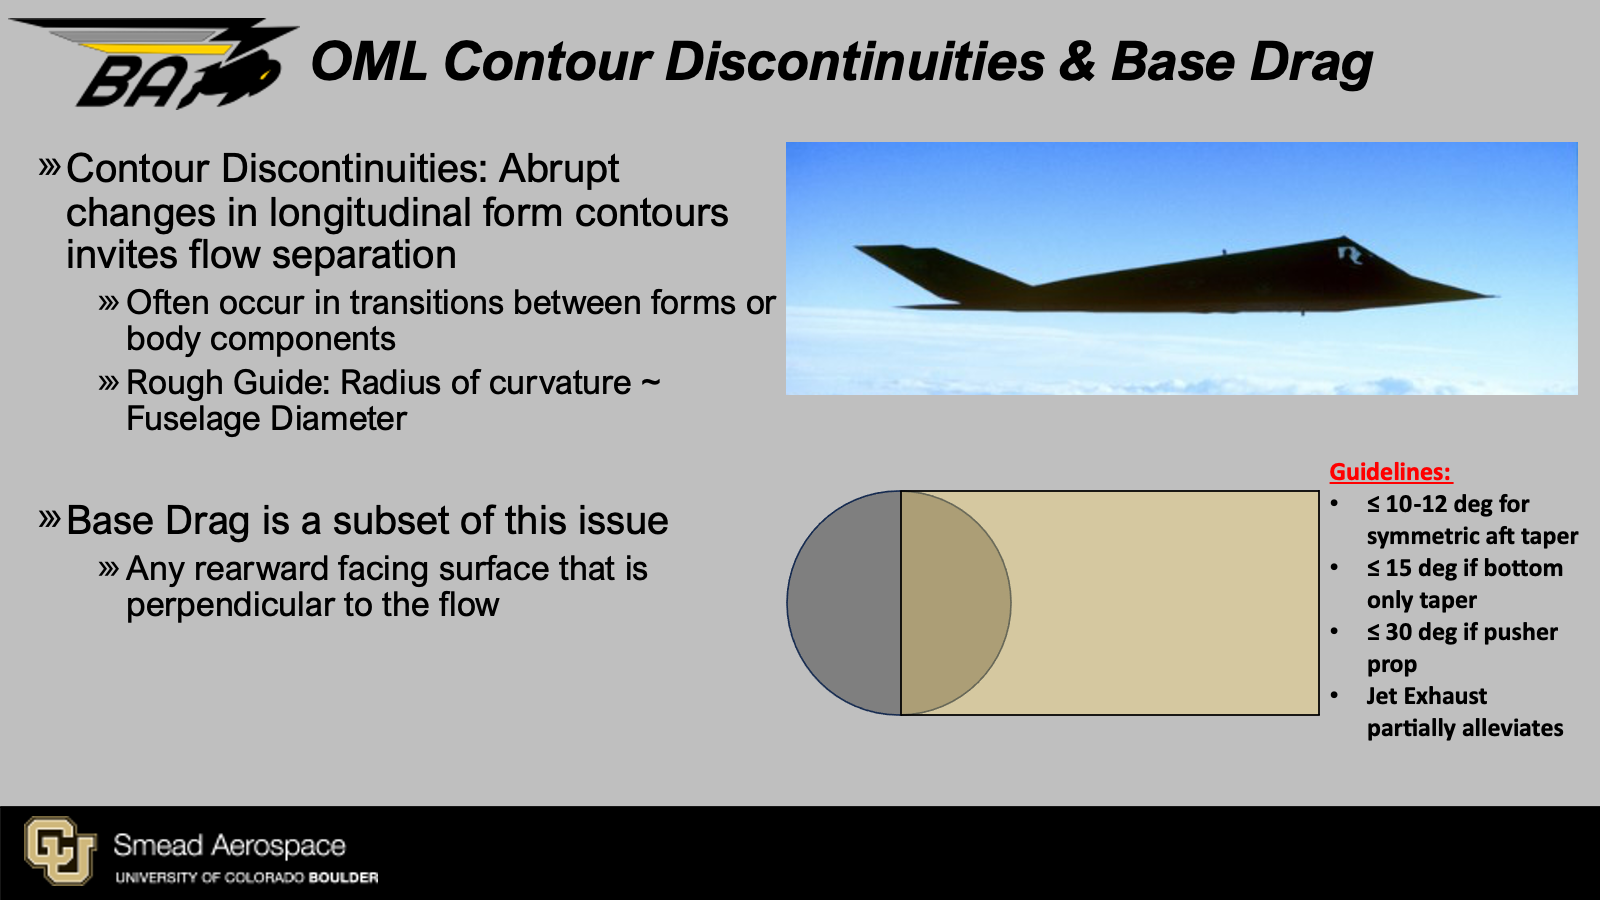 BA
OML Contour Discontinuities & Base Drag
»»Contour Discontinuities: Abrupt
changes in longitudinal form contours
invites flow separation
»»Often occur in transitions between forms or
body components
»»Rough Guide: Radius of curvature ~
Fuselage Diameter
»»Base Drag is a subset of this issue
»»Any rearward facing surface that is
perpendicular to the flow
Guidelines:
• ≤ 10-12 deg for
symmetric aft taper
• ≤ 15 deg if bottom
only taper
• ≤ 30 deg if pusher
prop
• Jet Exhaust
partially alleviates
CU
Smead Aerospace
UNIVERSITY OF COLORADO BOULDER